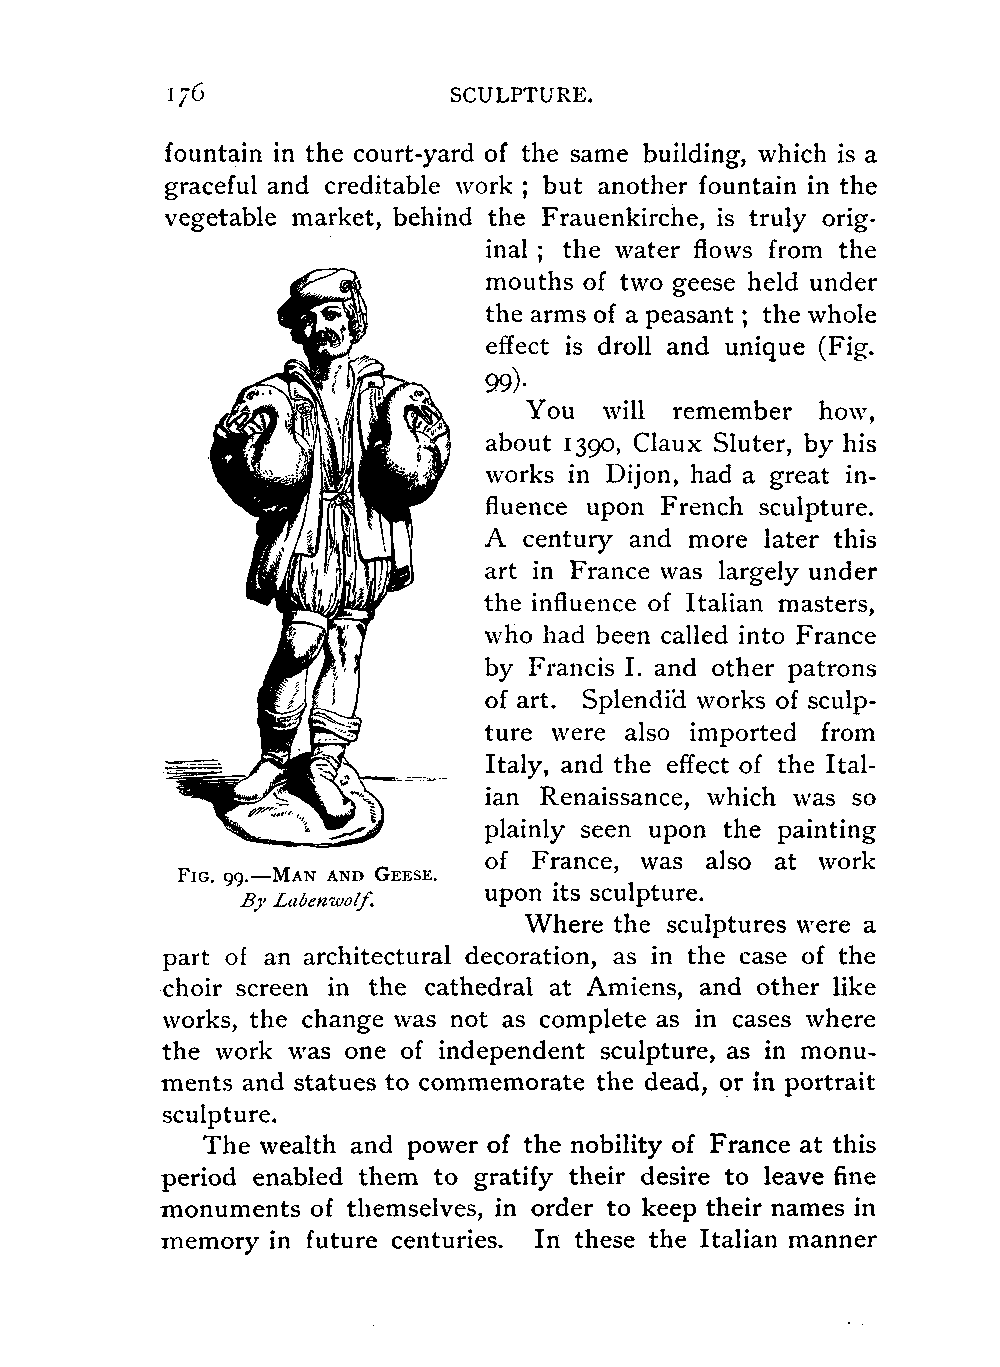 176 SCULPTURE.
fountain in the court-yard of the same building, which is a
graceful and creditable work ; but another fountain in the
vegetable market, behind the Frauenkirche, is truly orig-
inal ; the water flows from the
mouths of two geese held under
the arms of a peasant ; the whole
effect is droll and unique (Fig.
99).
You will remember how,
about 1390, Claux Sluter, by his
works in Dijon, had a great in-
fluence upon French sculpture.
A century and more later this
art in France was largely under
the influence of Italian masters,
who had been called into France
by Francis I. and other patrons
of art. Splendid works of sculp-
ture were also imported from
Italy, and the effect of the Ital-
ian Renaissance, which was so
plainly seen upon the painting
of France, was also at work
upon its sculpture.
FIG. 99.—MAN AND GEESE.
By Labenwolf.
Where the sculptures were a
part of an architectural decoration, as in the case of the
choir screen in the cathedral at Amiens, and other like
works, the change was not as complete as in cases where
the work was one of independent sculpture, as in monu-
ments and statues to commemorate the dead, or in portrait
sculpture.
The wealth and power of the nobility of France at this
period enabled them to gratify their desire to leave fine
monuments of themselves, in order to keep their names in
memory in future centuries. In these the Italian manner